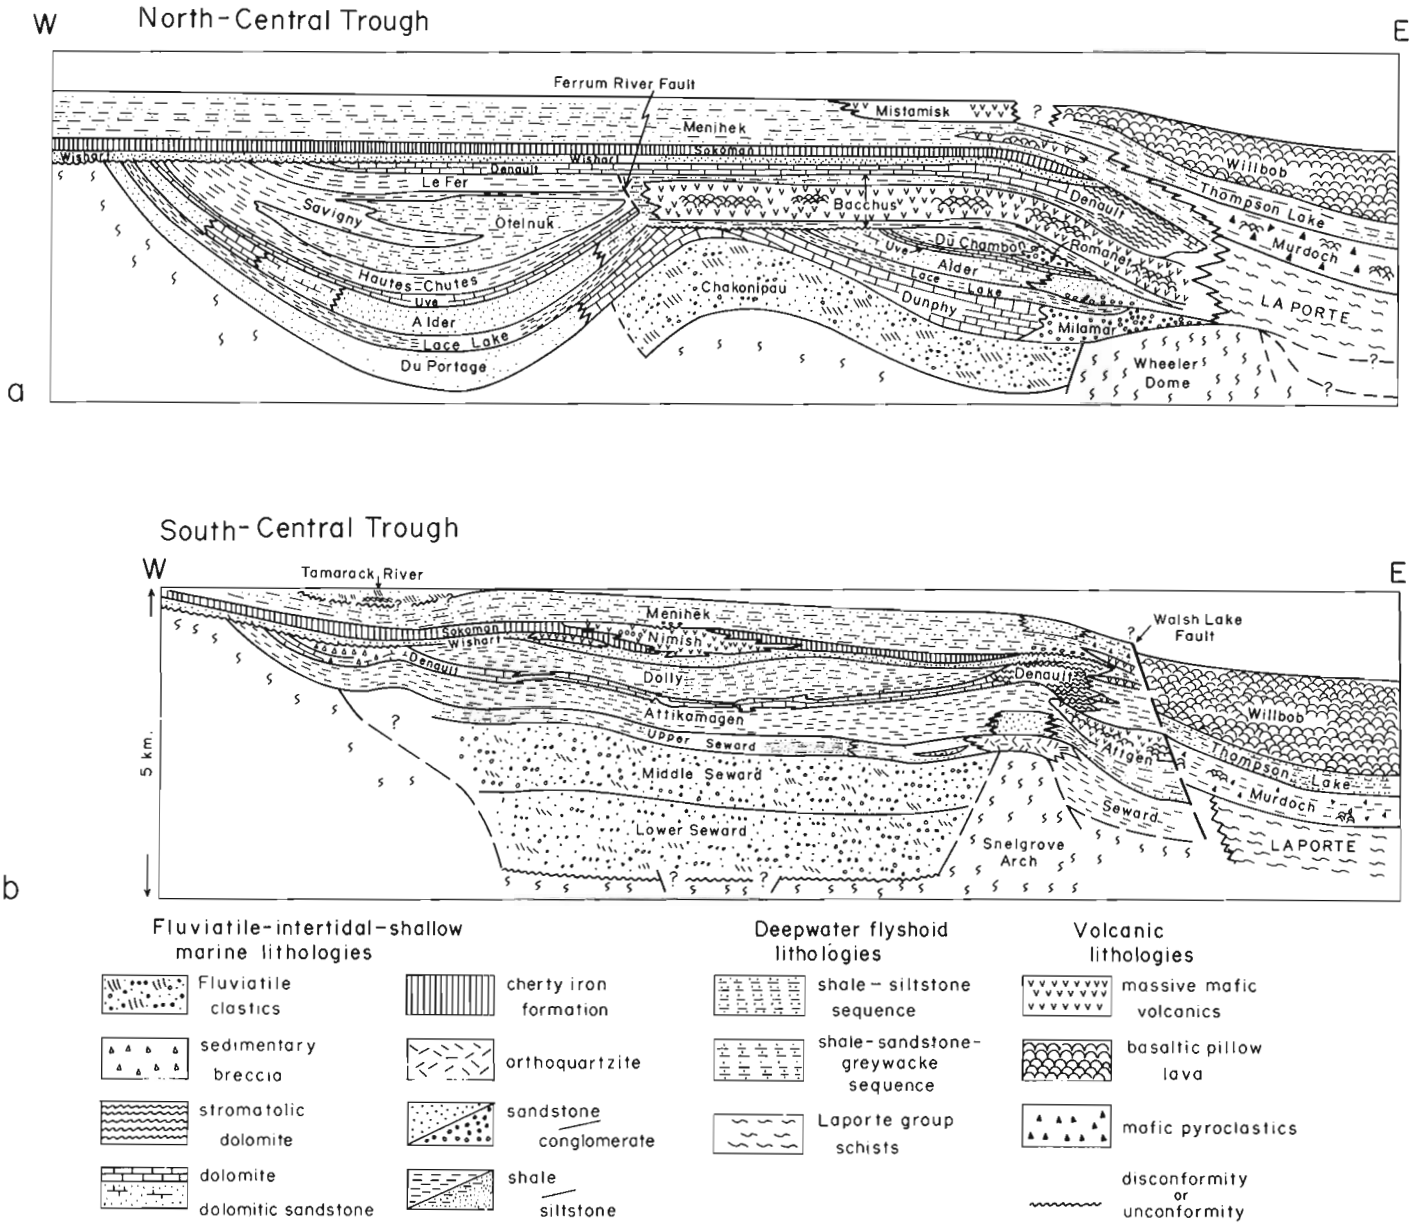 North-Central Trough
W
E
Ferrum River Fault
Mistamisk
?
Menihek
Sokoman
Wishart
Wishart
Denault
Willbob
Le Fer
Thompson Lake
Savigny
Otelnuk
Bacchus
Denault
Murdoch
Du Chambon
Romanet
Uve
Hautes-Chutes
Alder
Lace Lake
Chakonipau
Dunphy
LA PORTE
Uve
Alder
Milamar
Lace Lake
Du Portage
Wheeler
Dome
?
?
a
South-Central Trough
W
E
Tamarack River
?
?
Menihek
Walsh Lake
Fault
?
Sokoman
Wishart
Nimish
Denault
Dolly
Denault
Attikamagen
Willbob
?
Upper Seward
Altgen
Thompson Lake
5 km.
Middle Seward
Murdoch
Lower Seward
Seward
Snelgrove
Arch
LA PORTE
?
?
b
Fluviatile-intertidal-shallow
marine lithologies
Fluviatile
clastics
sedimentary
breccia
stromatolic
dolomite
dolomite
dolomitic sandstone
cherty iron
formation
orthoquartzite
sandstone
conglomerate
shale
siltstone
Deepwater flyshoid
lithologies
shale-siltstone
sequence
shale-sandstone-
greywacke
sequence
Laporte group
schists
Volcanic
lithologies
massive mafic
volcanics
basaltic pillow
lava
mafic pyroclastics
disconformity
or
unconformity